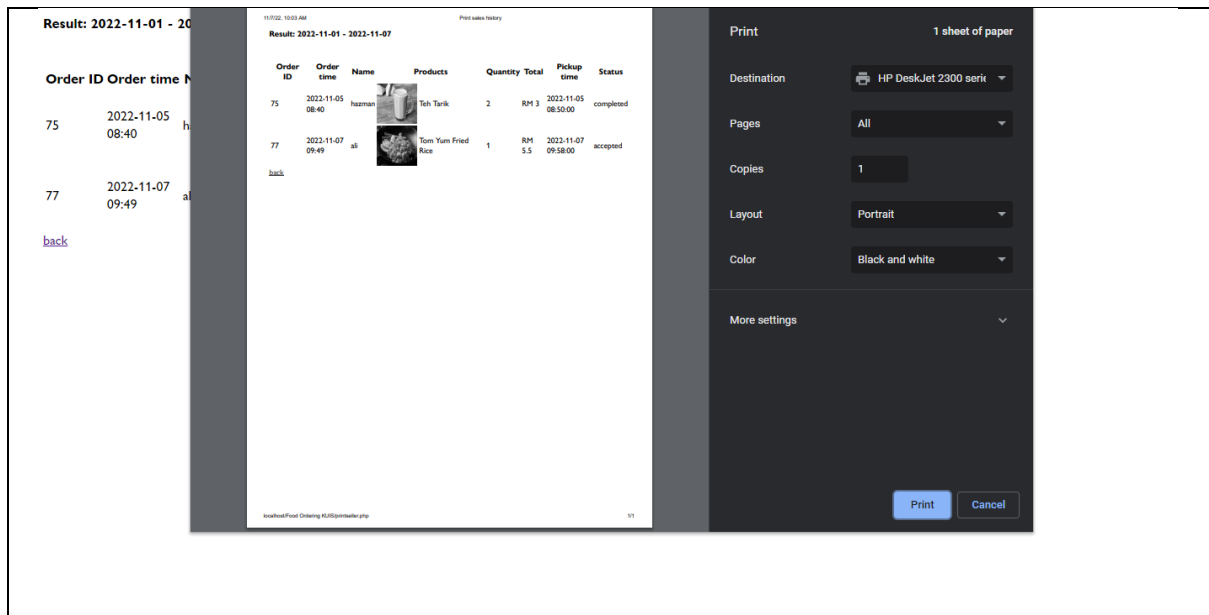 Result: 2022-11-01 - 20
Order ID Order time N
75 2022-11-05
08:40
77 2022-11-07
09:49
back
11/7/22, 10:03 AM Print sales history
Result: 2022-11-01 - 2022-11-07
Order
ID Order
time Name Products Quantity Total Pickup
time Status
75 2022-11-05
08:40 hazman Teh Tarik 2 RM 3 2022-11-05
08:50:00 completed
77 2022-11-07
09:49 ali Tom Yum Fried
Rice 1 RM
5.5 2022-11-07
09:58:00 accepted
back
localhost/Food Ordering KUIS/printseller.php 1/1
Print 1 sheet of paper
Destination HP DeskJet 2300 serie
Pages All
Copies 1
Layout Portrait
Color Black and white
More settings
Print Cancel